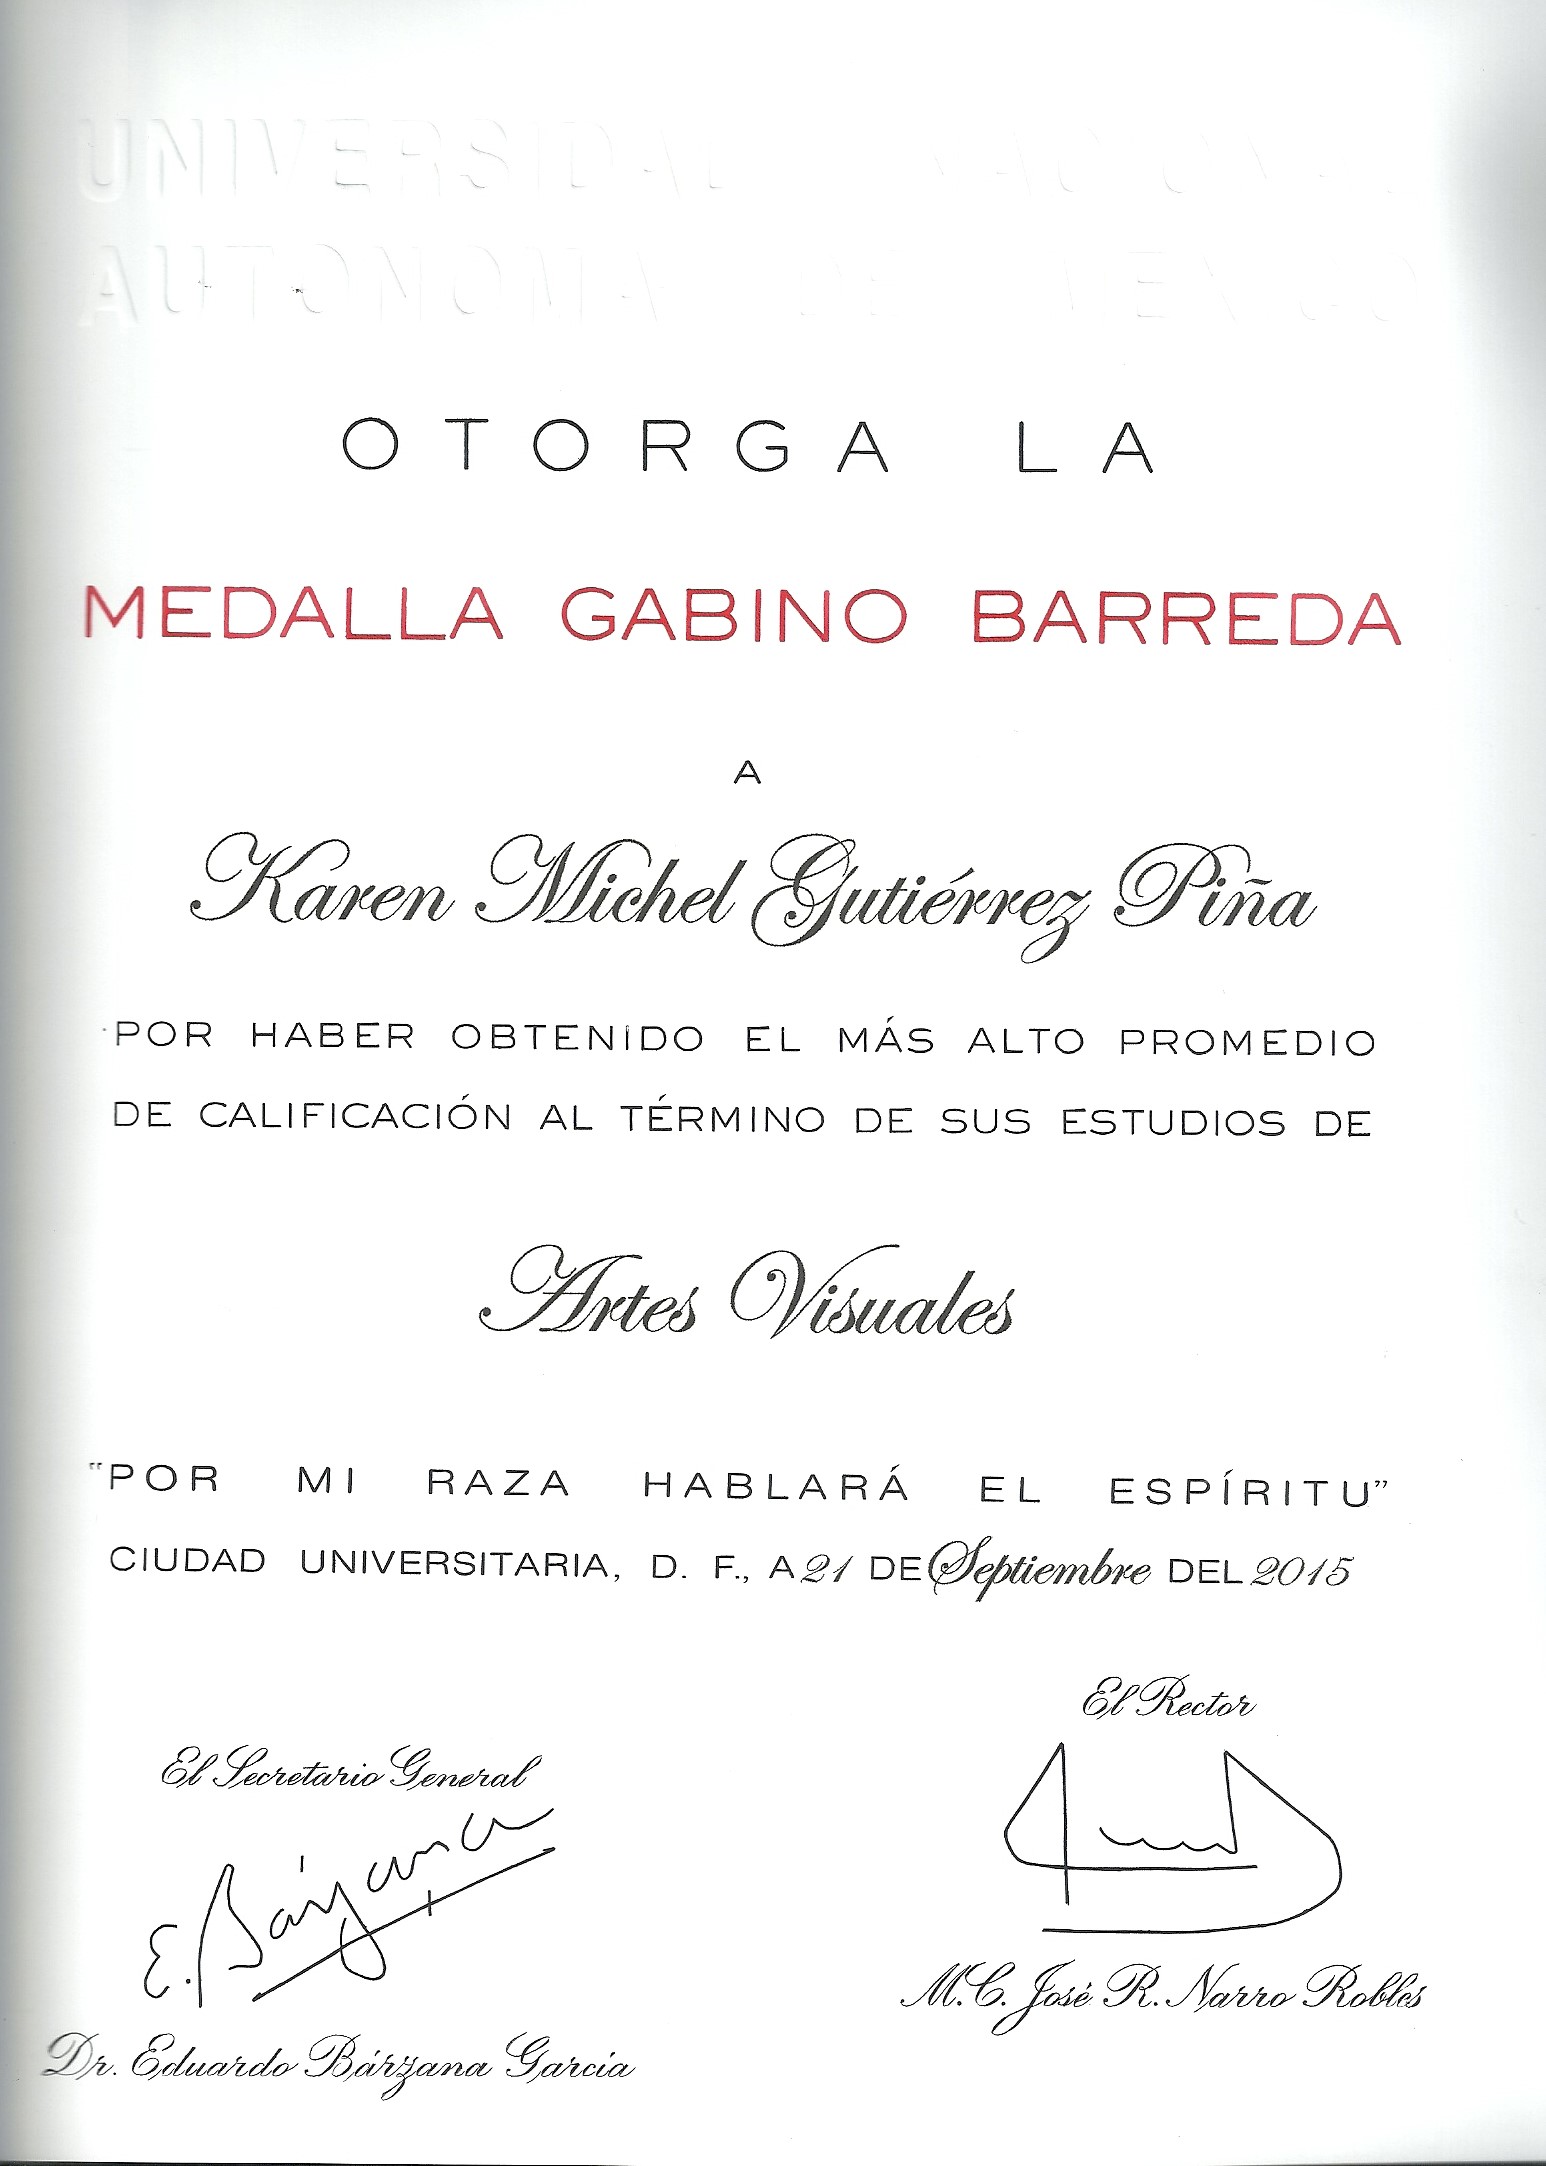 UNIVERSIDAD NACIONAL
AUTONOMA DE MEXICO
OTORGA LA
MEDALLA GABINO BARREDA
A
Karen Michel Gutiérrez Piña
POR HABER OBTENIDO EL MÁS ALTO PROMEDIO
DE CALIFICACIÓN AL TÉRMINO DE SUS ESTUDIOS DE
Artes Visuales
"POR MI RAZA HABLARÁ EL ESPÍRITU"
CIUDAD UNIVERSITARIA, D. F., A 21 DE Septiembre DEL 2015
El Rector
El Secretario General
E. Bárzana
M.C. José R. Narro Robles
Dr. Eduardo Bárzana García